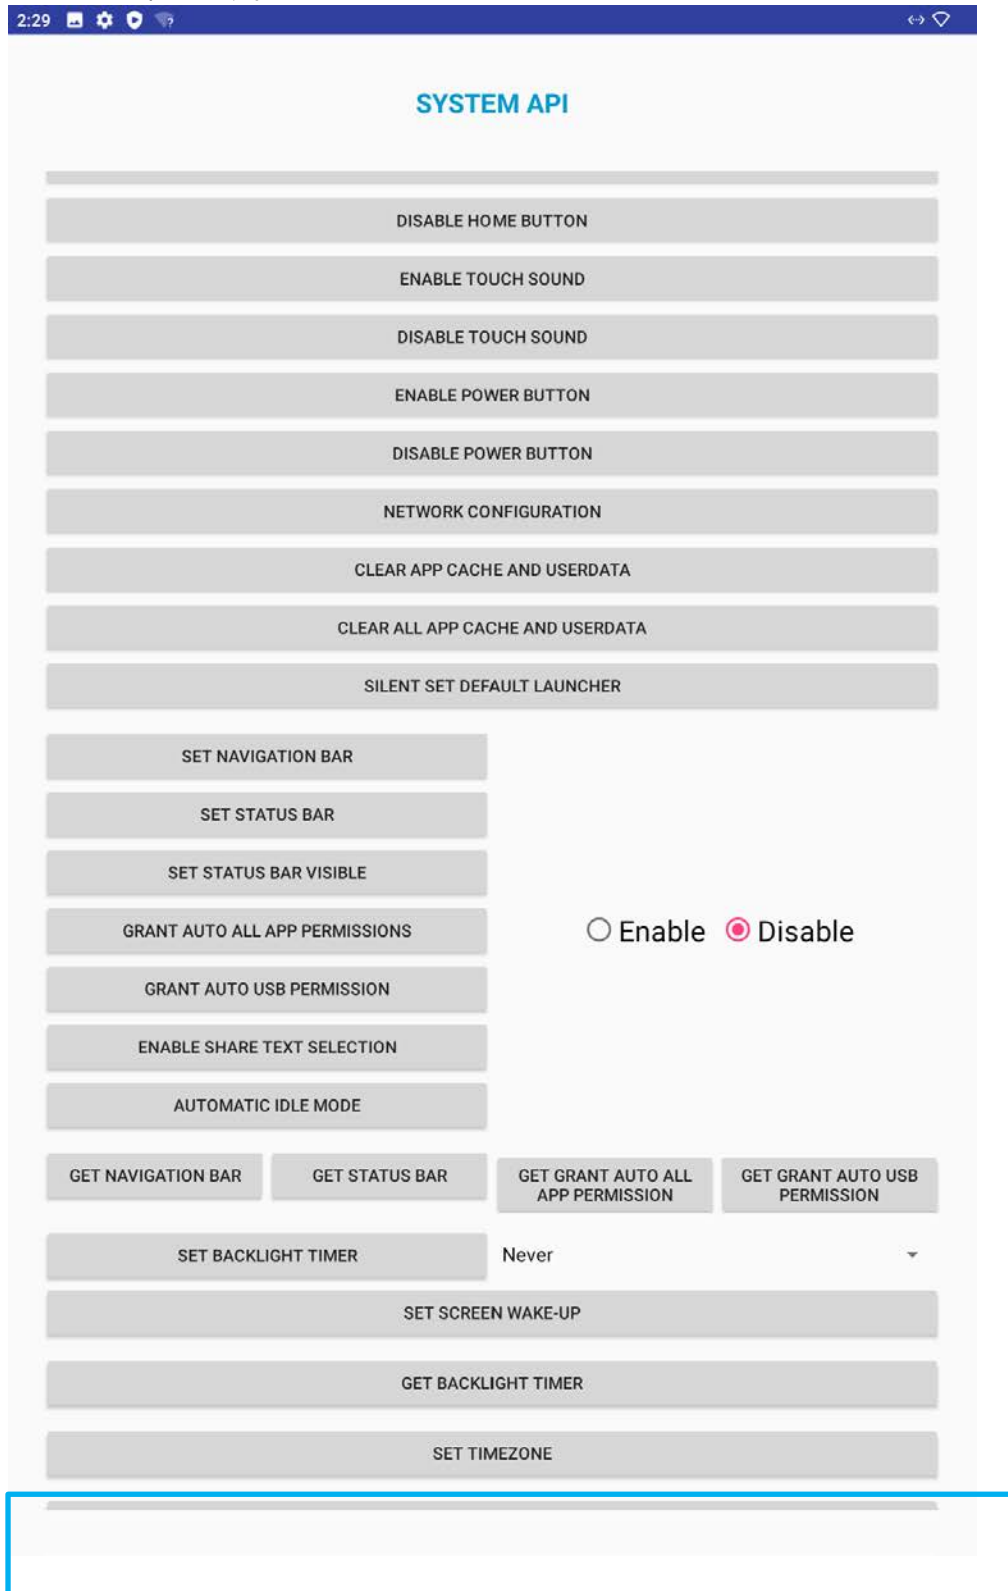 2:29
SYSTEM API
DISABLE HOME BUTTON
ENABLE TOUCH SOUND
DISABLE TOUCH SOUND
ENABLE POWER BUTTON
DISABLE POWER BUTTON
NETWORK CONFIGURATION
CLEAR APP CACHE AND USERDATA
CLEAR ALL APP CACHE AND USERDATA
SILENT SET DEFAULT LAUNCHER
SET NAVIGATION BAR
SET STATUS BAR
SET STATUS BAR VISIBLE
GRANT AUTO ALL APP PERMISSIONS
Enable Disable
GRANT AUTO USB PERMISSION
ENABLE SHARE TEXT SELECTION
AUTOMATIC IDLE MODE
GET NAVIGATION BAR
GET STATUS BAR
GET GRANT AUTO ALL
APP PERMISSION
GET GRANT AUTO USB
PERMISSION
SET BACKLIGHT TIMER
Never
SET SCREEN WAKE-UP
GET BACKLIGHT TIMER
SET TIMEZONE